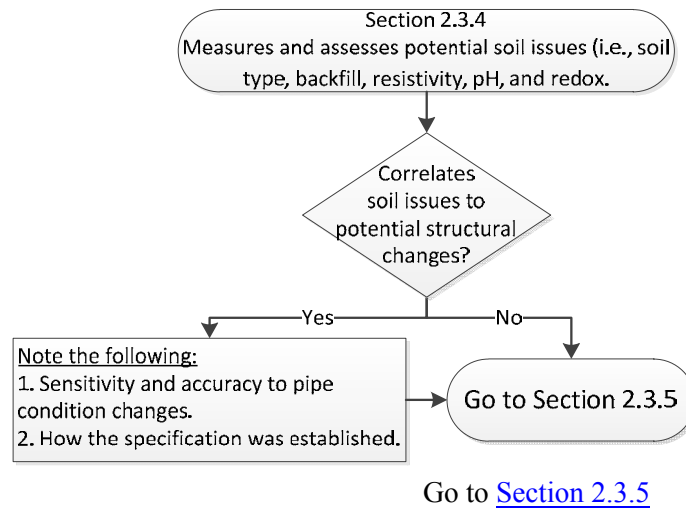 Section 2.3.4
Measures and assesses potential soil issues (i.e., soil
type, backfill, resistivity, pH, and redox.
Correlates
soil issues to
potential structural
changes?
Yes
No
Note the following:
1. Sensitivity and accuracy to pipe
condition changes.
2. How the specification was established.
Go to Section 2.3.5
Go to Section 2.3.5